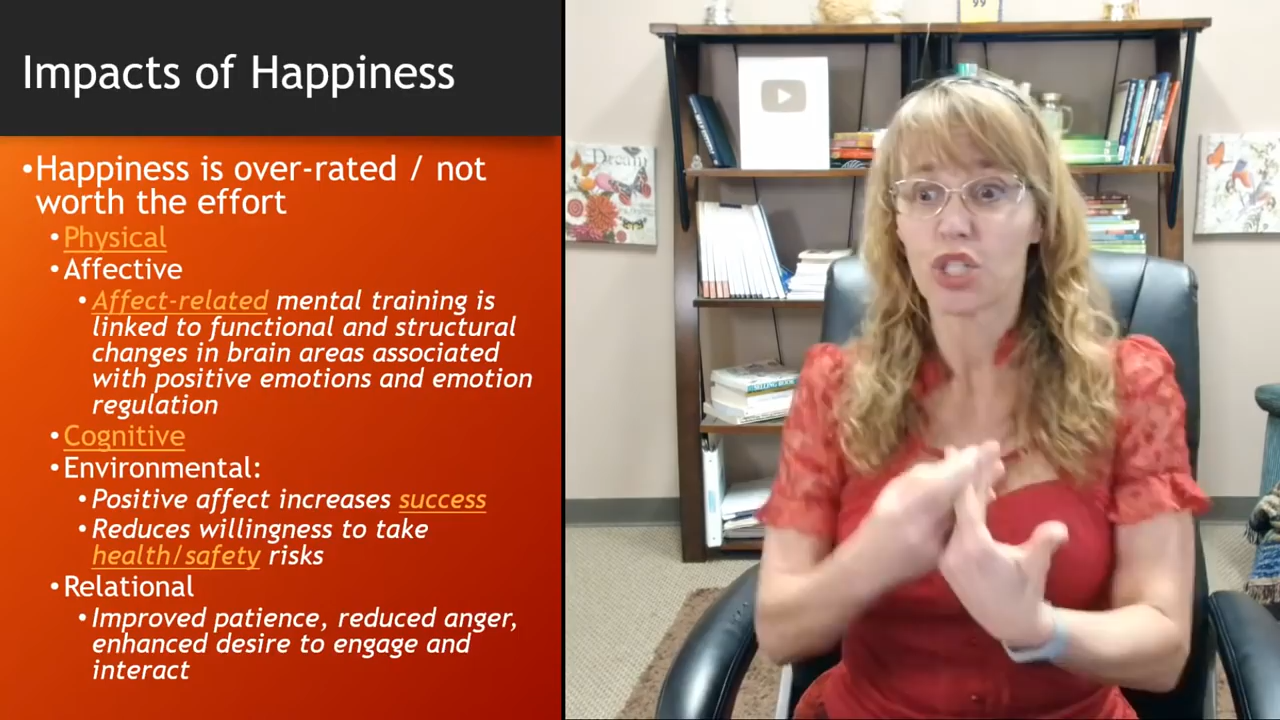 Impacts of Happiness
•Happiness is over-rated / not
worth the effort
•Physical
•Affective
•Affect-related mental training is
linked to functional and structural
changes in brain areas associated
with positive emotions and emotion
regulation
•Cognitive
•Environmental:
•Positive affect increases success
•Reduces willingness to take
health/safety risks
•Relational
•Improved patience, reduced anger,
enhanced desire to engage and
interact
99
Dream